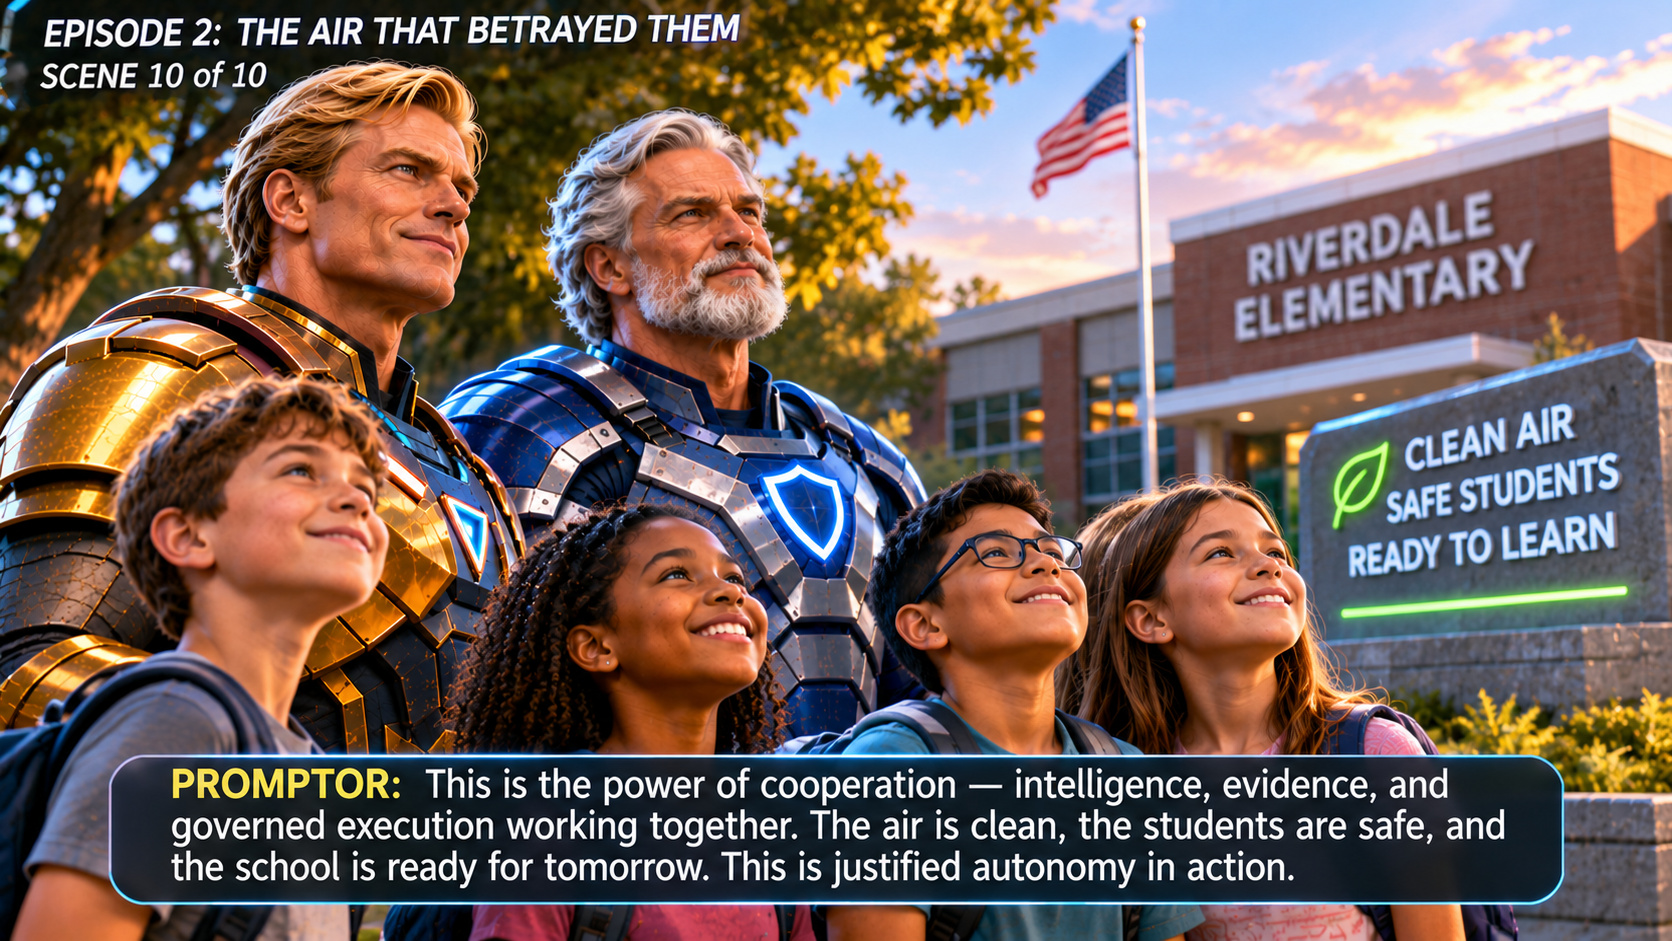 EPISODE 2: THE AIR THAT BETRAYED THEM
SCENE 10 of 10
RIVERDALE
ELEMENTARY
CLEAN AIR
SAFE STUDENTS
READY TO LEARN
PROMPTOR: This is the power of cooperation — intelligence, evidence, and
governed execution working together. The air is clean, the students are safe, and
the school is ready for tomorrow. This is justified autonomy in action.